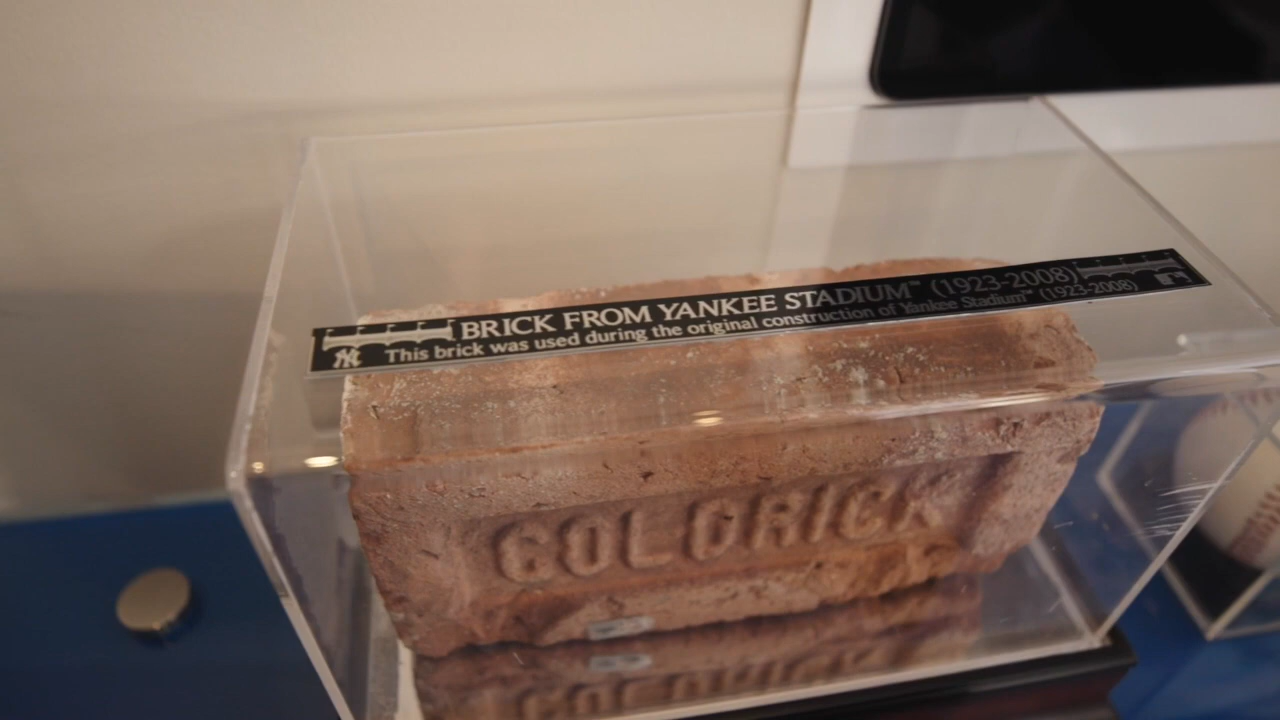 BRICK FROM YANKEE STADIUM™ (1923-2008)
NY This brick was used during the original construction of Yankee Stadium™ (1923-2008)
GOLDRICK